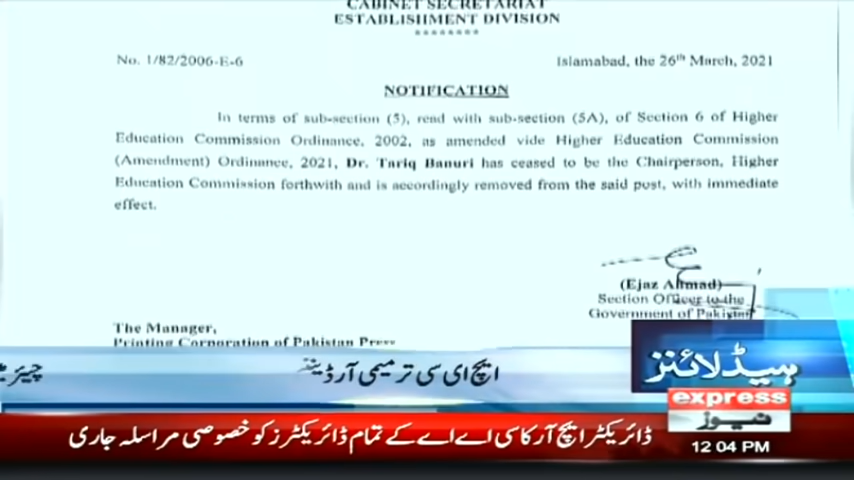 CABINET SECRETARIAT
ESTABLISHMENT DIVISION
********
No. 1/82/2006-E-6
Islamabad, the 26th March, 2021
NOTIFICATION
In terms of sub-section (5), read with sub-section (5A), of Section 6 of Higher
Education Commission Ordinance, 2002, as amended vide Higher Education Commission
(Amendment) Ordinance, 2021, Dr. Tariq Banuri has ceased to be the Chairperson, Higher
Education Commission forthwith and is accordingly removed from the said post, with immediate
effect.
(Ejaz Ahmad)
Section Officer to the
Government of Pakistan
The Manager,
Printing Corporation of Pakistan Press
ہیڈلائنز
ایچ ای سی ترمیمی آرڈیننس
express
نیوز
12:04 PM
ڈائریکٹر ایچ آر کا سی اے اے کے تمام ڈائریکٹرز کو خصوصی مراسلہ جاری